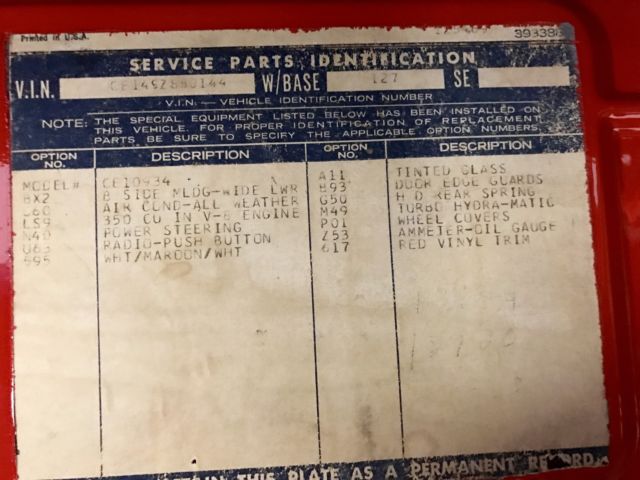 Printed in U.S.A.
SERVICE PARTS IDENTIFICATION
V.I.N. W/BASE 127 SE
V.I.N. — VEHICLE IDENTIFICATION NUMBER
NOTE: THE SPECIAL EQUIPMENT LISTED BELOW HAS BEEN INSTALLED ON
THIS VEHICLE. FOR PROPER IDENTIFICATION OF REPLACEMENT
PARTS BE SURE TO SPECIFY THE APPLICABLE OPTION NUMBERS.
OPTION NO. DESCRIPTION OPTION NO. DESCRIPTION
MODEL# CE10934 A11 TINTED GLASS
BX2 B SIDE MLDG-WIDE LWR B93 DOOR EDGE GUARDS
C60 AIR COND-ALL WEATHER G50 H D REAR SPRING
LS9 350 CU IN V-8 ENGINE M49 TURBO HYDRA-MATIC
N40 POWER STEERING P01 WHEEL COVERS
U63 RADIO-PUSH BUTTON Z53 AMMETER-OIL GAUGE
595 WHT/MAROON/WHT 617 RED VINYL TRIM
THIS PLATE AS A PERMANENT RECORD